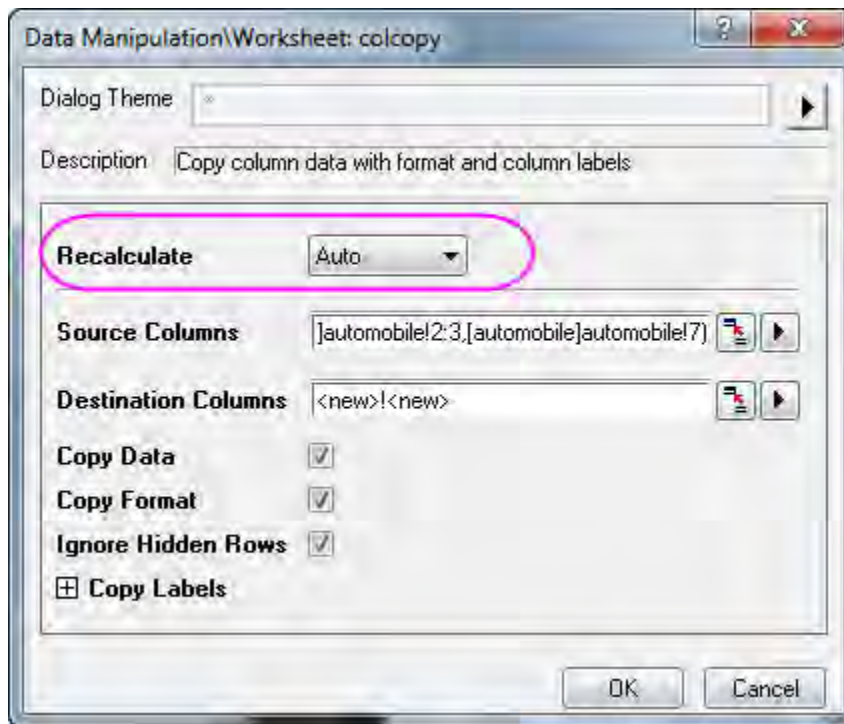 Data Manipulation\Worksheet: colcopy
Dialog Theme *
Description Copy column data with format and column labels
Recalculate Auto
Source Columns ]automobile!2:3,[automobile]automobile!7)
Destination Columns <new>!<new>
Copy Data
Copy Format
Ignore Hidden Rows
Copy Labels
OK Cancel